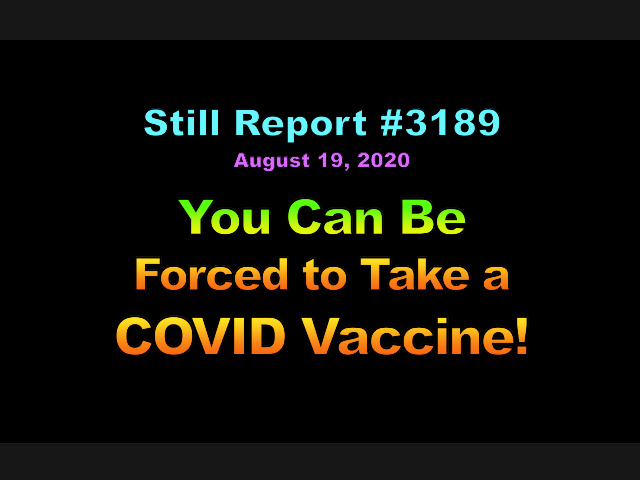 Still Report #3189
August 19, 2020
You Can Be
Forced to Take a
COVID Vaccine!